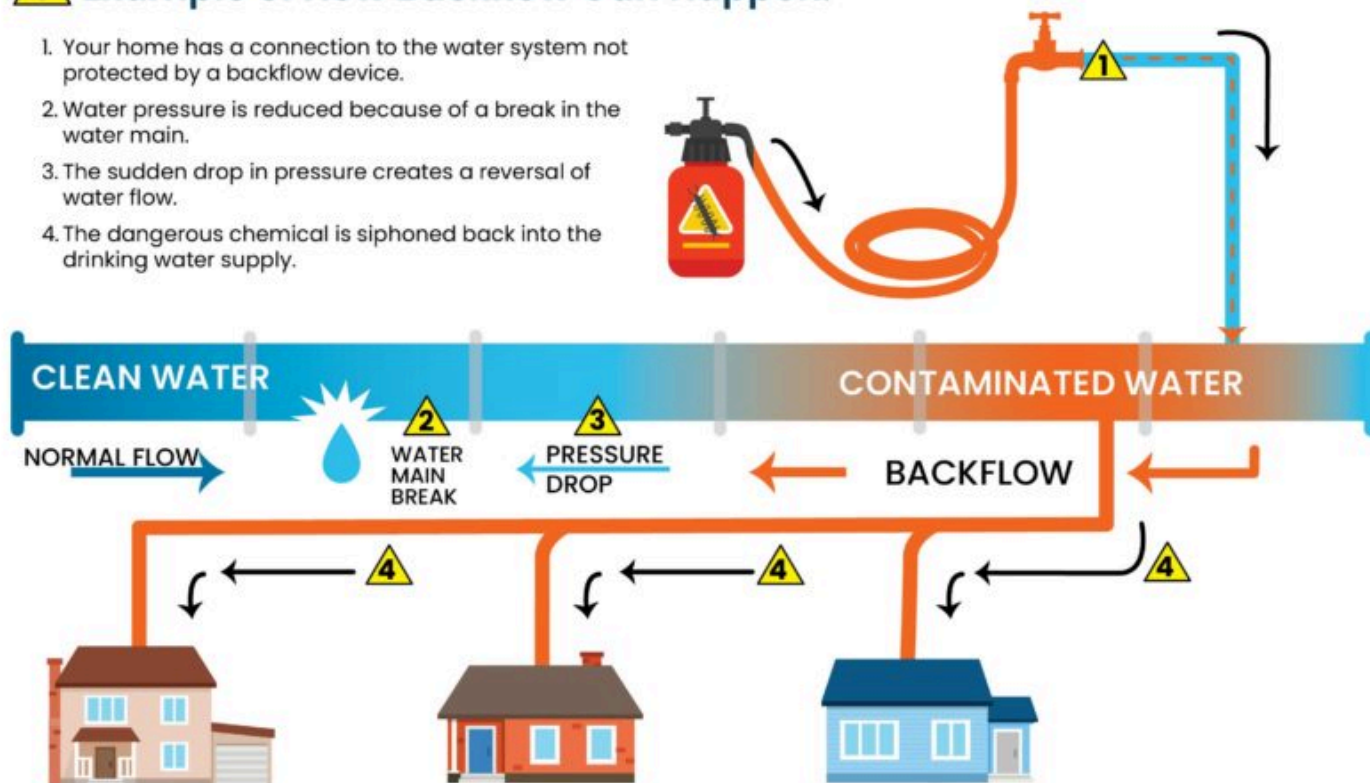 1. Your home has a connection to the water system not
protected by a backflow device.
2. Water pressure is reduced because of a break in the
water main.
3. The sudden drop in pressure creates a reversal of
water flow.
4. The dangerous chemical is siphoned back into the
drinking water supply.
1
CLEAN WATER
CONTAMINATED WATER
NORMAL FLOW
2
WATER
MAIN
BREAK
3
PRESSURE
DROP
BACKFLOW
4
4
4